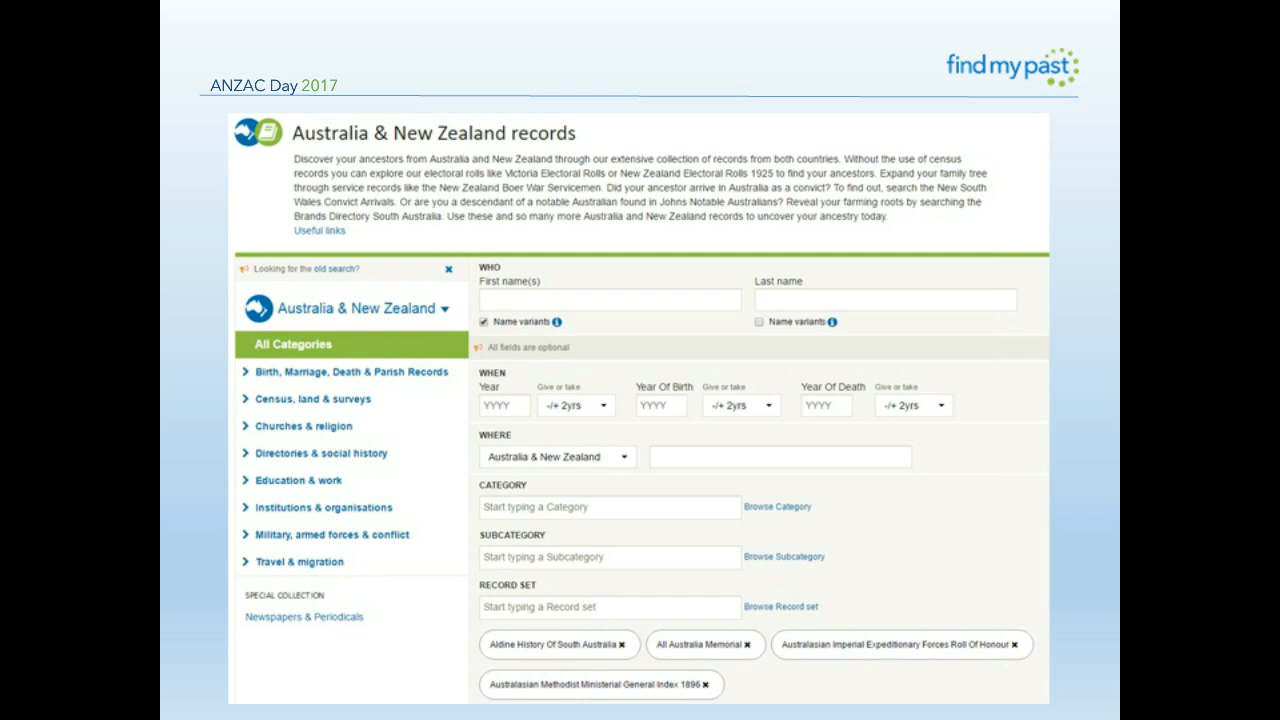 find my past
ANZAC Day 2017
Australia & New Zealand records
Discover your ancestors from Australia and New Zealand through our extensive collection of records from both countries. Without the use of census
records you can explore our electoral rolls like Victoria Electoral Rolls or New Zealand Electoral Rolls 1925 to find your ancestors. Expand your family tree
through service records like the New Zealand Boer War Servicemen. Did your ancestor arrive in Australia as a convict? To find out, search the New South
Wales Convict Arrivals. Or are you a descendant of a notable Australian found in Johns Notable Australians? Reveal your farming roots by searching the
Brands Directory South Australia. Use these and so many more Australia and New Zealand records to uncover your ancestry today.
Useful links
Looking for the old search?
Australia & New Zealand
All Categories
Birth, Marriage, Death & Parish Records
Census, land & surveys
Churches & religion
Directories & social history
Education & work
Institutions & organisations
Military, armed forces & conflict
Travel & migration
SPECIAL COLLECTION
Newspapers & Periodicals
WHO
First name(s) Last name
Name variants Name variants
All fields are optional
WHEN
Year Give or take Year Of Birth Give or take Year Of Death Give or take
YYYY -/+ 2yrs YYYY -/+ 2yrs YYYY -/+ 2yrs
WHERE
Australia & New Zealand
CATEGORY
Start typing a Category Browse Category
SUBCATEGORY
Start typing a Subcategory Browse Subcategory
RECORD SET
Start typing a Record set Browse Record set
Aldine History Of South Australia All Australia Memorial Australasian Imperial Expeditionary Forces Roll Of Honour
Australasian Methodist Ministerial General Index 1896